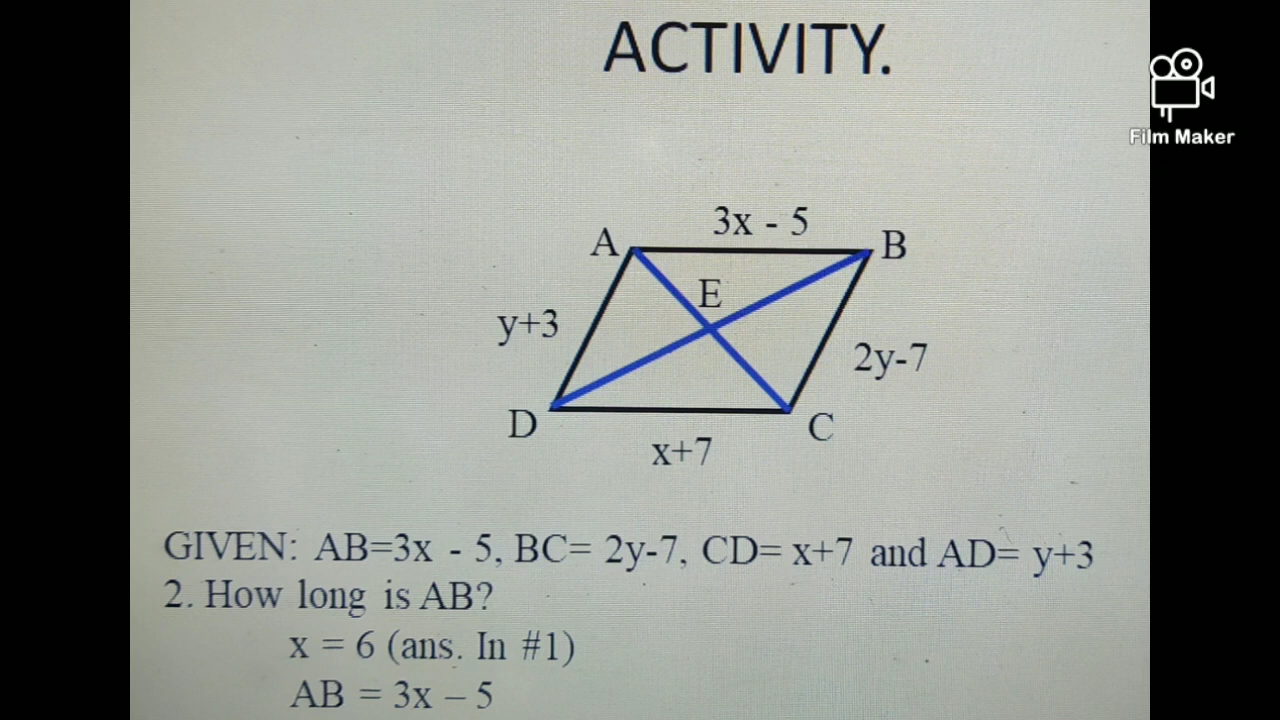 ACTIVITY.
Film Maker
3x - 5
A
B
E
y+3
2y-7
D
C
x+7
GIVEN: AB=3x - 5, BC= 2y-7, CD= x+7 and AD= y+3
2. How long is AB?
x = 6 (ans. In #1)
AB = 3x – 5